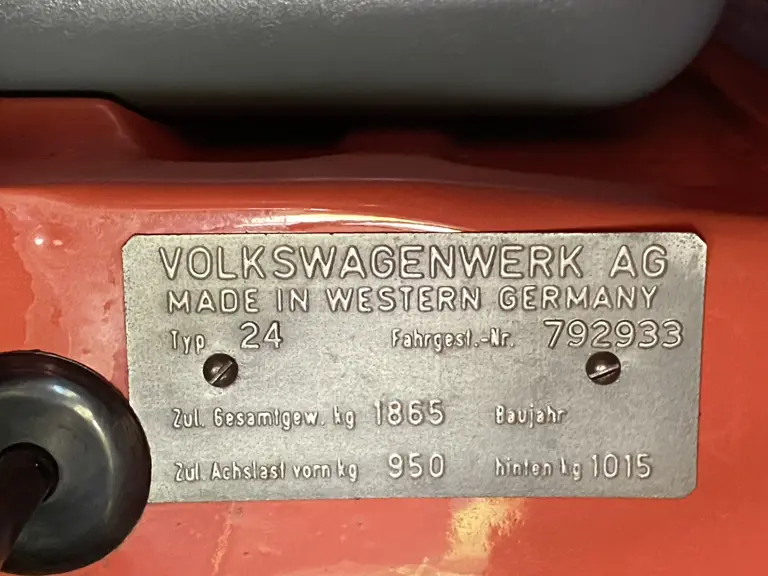 VOLKSWAGENWERK AG
MADE IN WESTERN GERMANY
Typ 24 Fahrgest.-Nr. 792933
Zul. Gesamtgew. kg 1865 Baujahr
Zul. Achslast vorn kg 950 hinten kg 1015